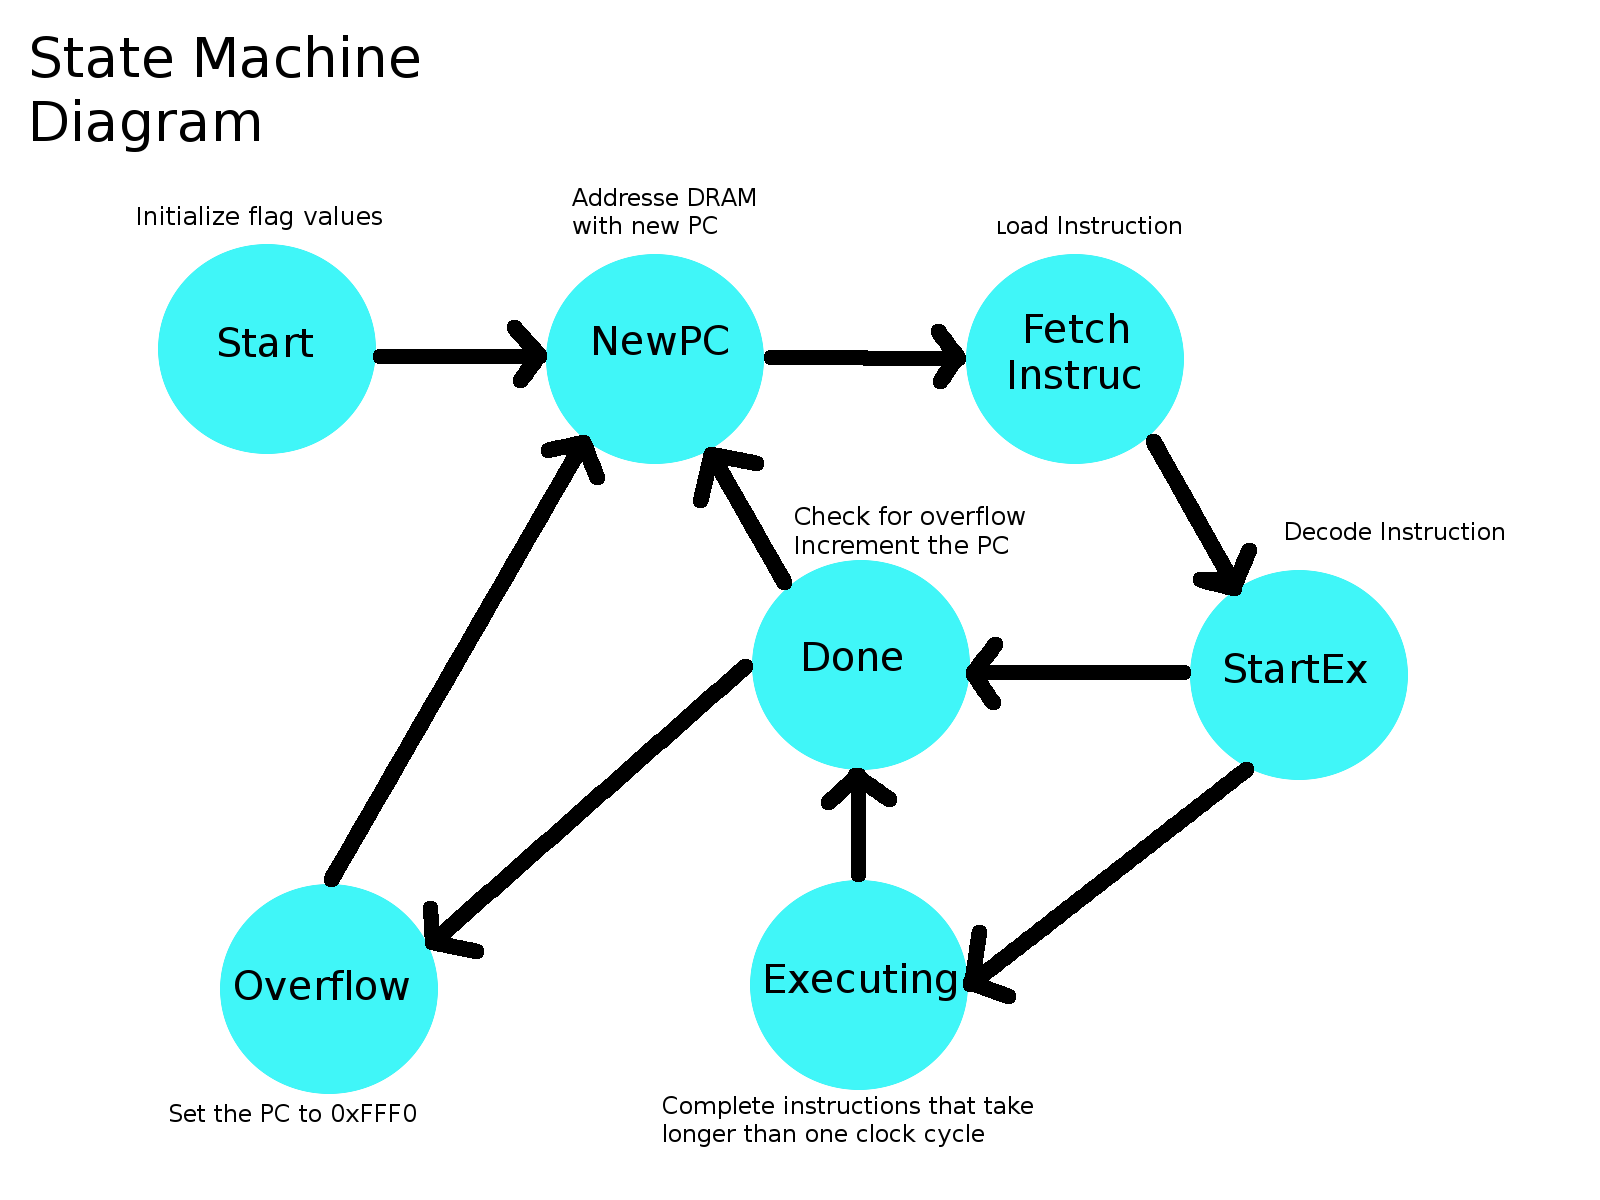 State Machine
Diagram
Initialize flag values
Start
Addresse DRAM
with new PC
NewPC
Load Instruction
Fetch
Instruc
Decode Instruction
StartEx
Check for overflow
Increment the PC
Done
Overflow
Set the PC to 0xFFF0
Executing
Complete instructions that take
longer than one clock cycle